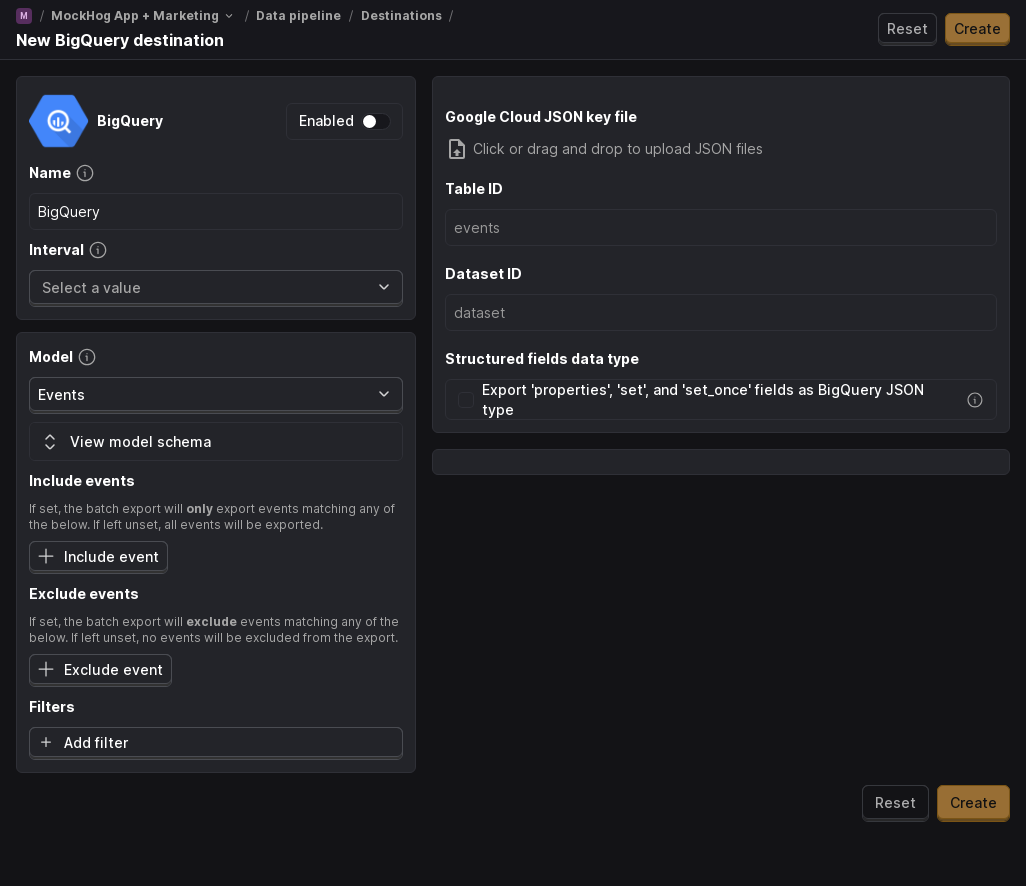 M / MockHog App + Marketing / Data pipeline / Destinations /
New BigQuery destination
Reset
Create
BigQuery
Enabled
Name
BigQuery
Interval
Select a value
Model
Events
View model schema
Include events
If set, the batch export will only export events matching any of
the below. If left unset, all events will be exported.
Include event
Exclude events
If set, the batch export will exclude events matching any of the
below. If left unset, no events will be excluded from the export.
Exclude event
Filters
Add filter
Google Cloud JSON key file
Click or drag and drop to upload JSON files
Table ID
events
Dataset ID
dataset
Structured fields data type
Export 'properties', 'set', and 'set_once' fields as BigQuery JSON
type
Reset
Create